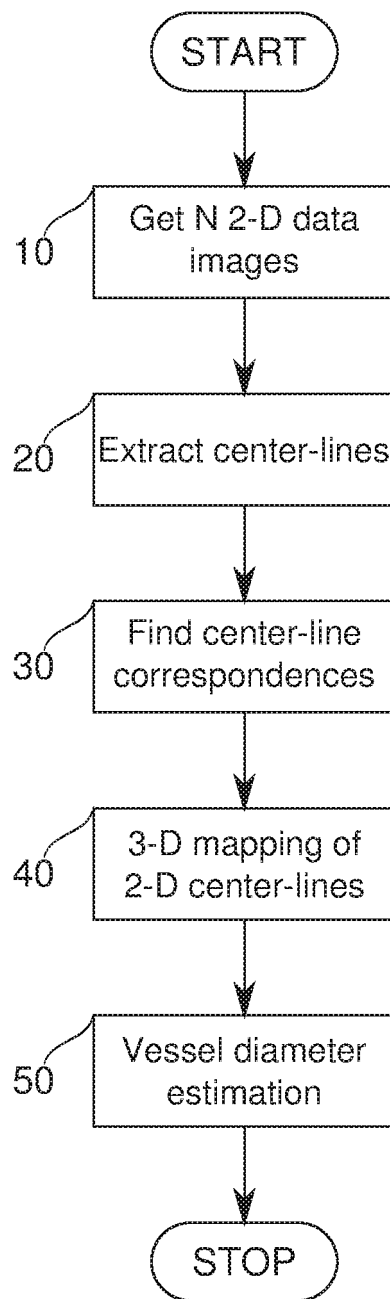 START
10
Get N 2-D data
images
20
Extract center-lines
30
Find center-line
correspondences
40
3-D mapping of
2-D center-lines
50
Vessel diameter
estimation
STOP